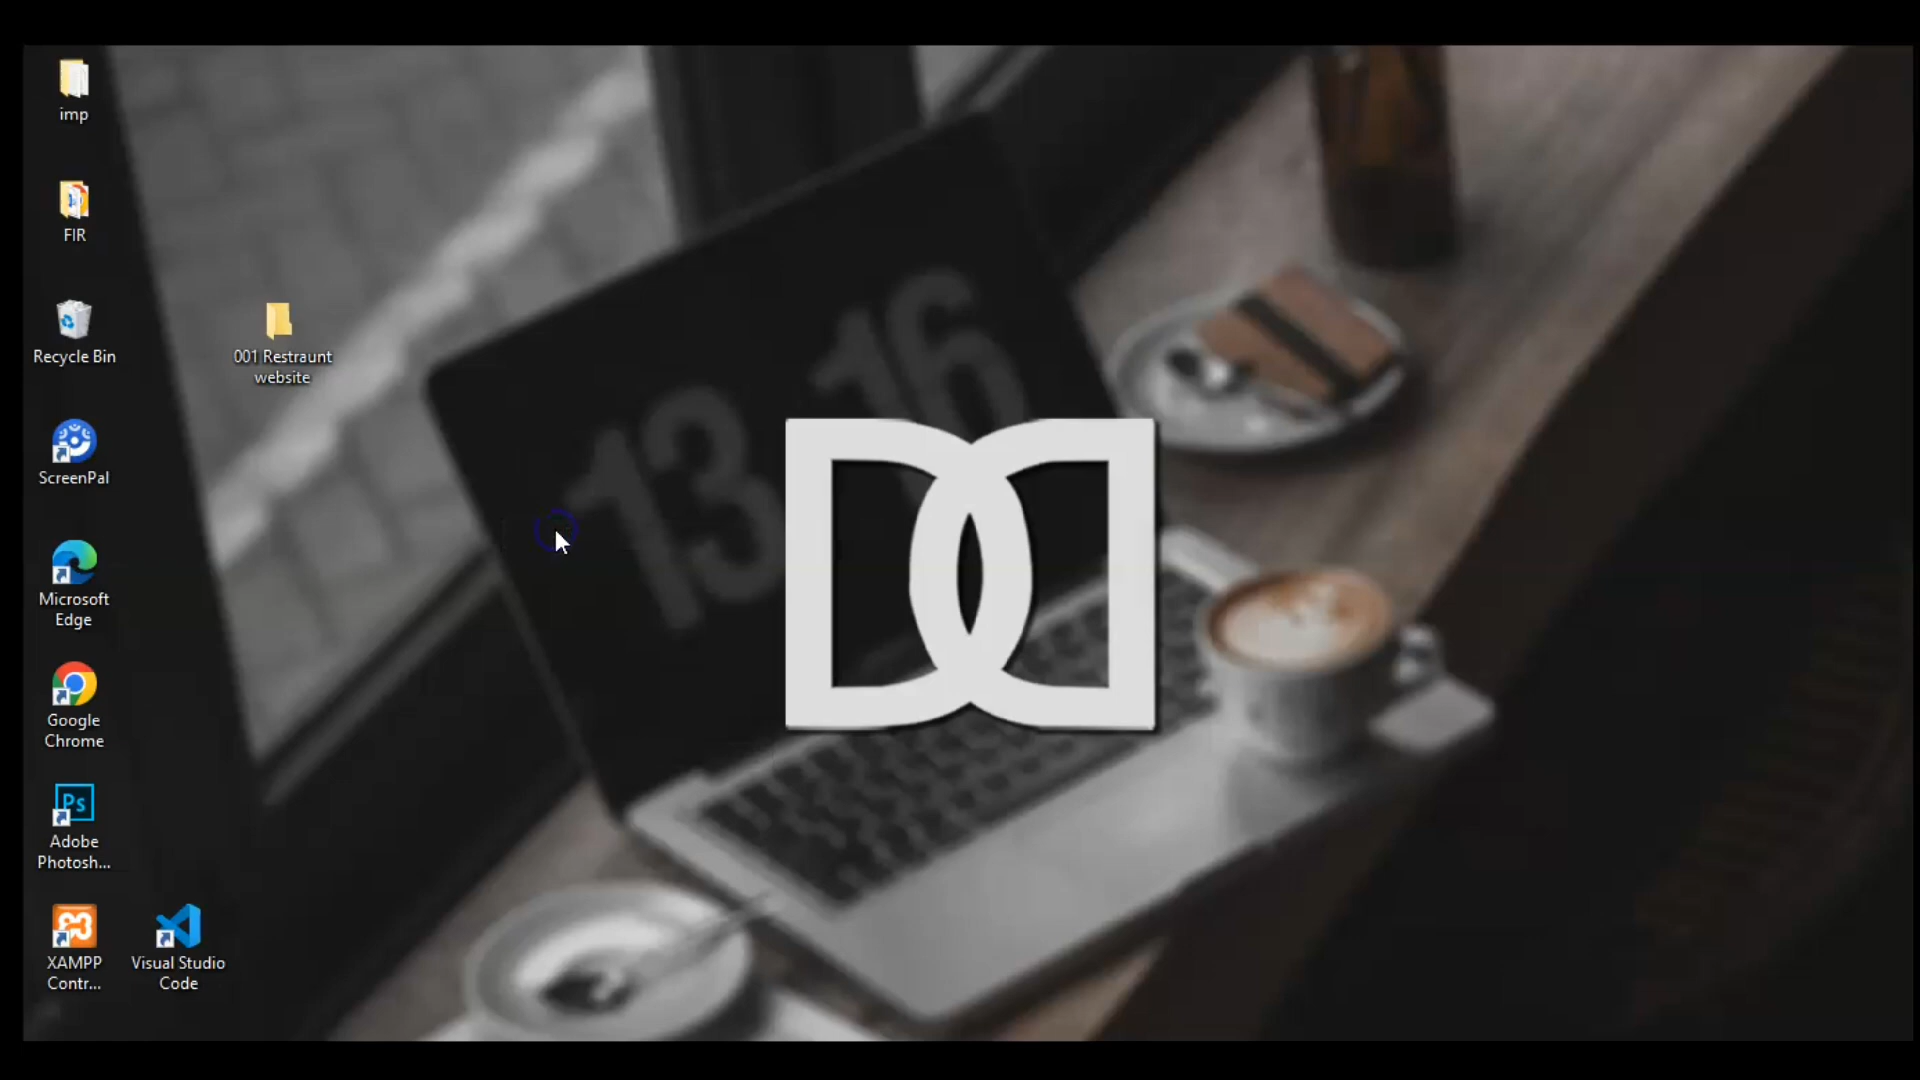 imp
FIR
Recycle Bin
001 Restraunt
website
ScreenPal
Microsoft
Edge
Google
Chrome
Ps
Adobe
Photosh...
XAMPP
Contr...
Visual Studio
Code
13 16